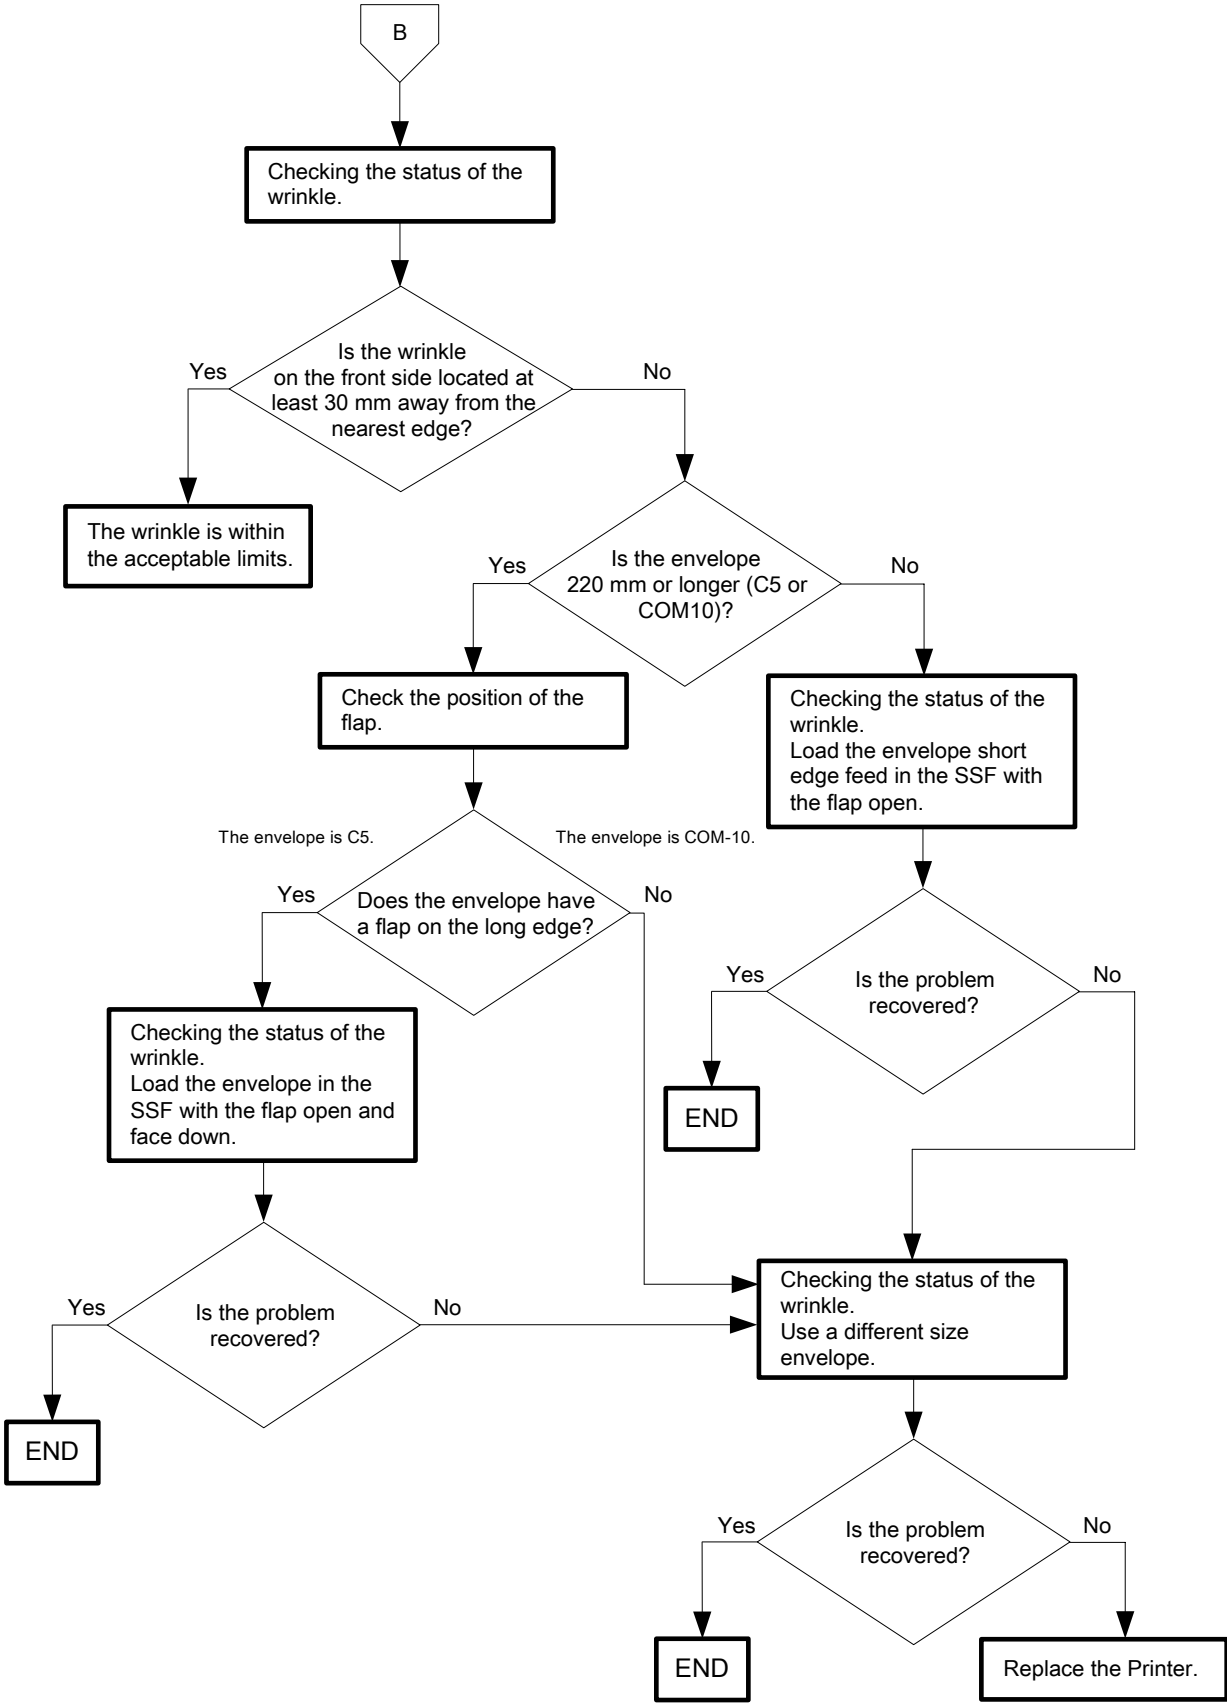 B
Checking the status of the
wrinkle.
Is the wrinkle
on the front side located at
least 30 mm away from the
nearest edge?
Yes
No
The wrinkle is within
the acceptable limits.
Is the envelope
220 mm or longer (C5 or
COM10)?
Yes
No
Check the position of the
flap.
Checking the status of the
wrinkle.
Load the envelope short
edge feed in the SSF with
the flap open.
The envelope is C5.
The envelope is COM-10.
Does the envelope have
a flap on the long edge?
Yes
No
Is the problem
recovered?
Yes
No
END
Checking the status of the
wrinkle.
Load the envelope in the
SSF with the flap open and
face down.
Is the problem
recovered?
Yes
No
END
Checking the status of the
wrinkle.
Use a different size
envelope.
Is the problem
recovered?
Yes
No
END
Replace the Printer.